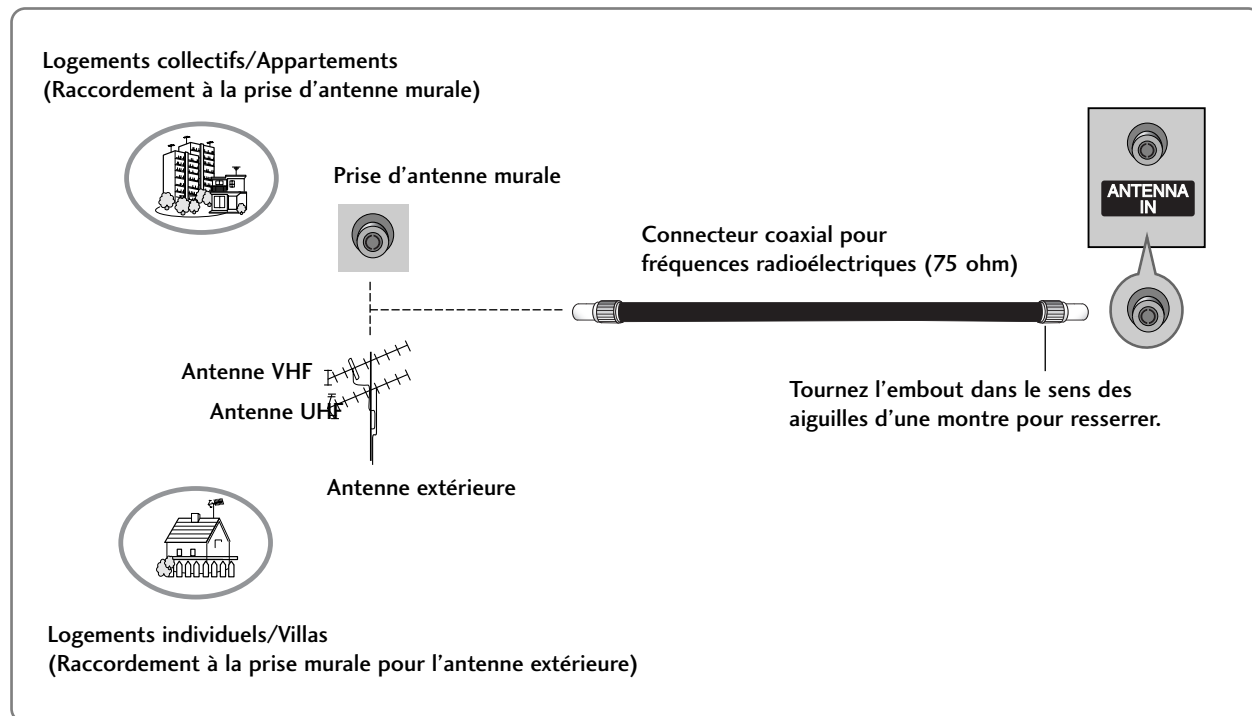 Logements collectifs/Appartements
(Raccordement à la prise d'antenne murale)
Prise d'antenne murale
ANTENNA
IN
Connecteur coaxial pour
fréquences radioélectriques (75 ohm)
Antenne VHF
Antenne UHF
Tournez l'embout dans le sens des
aiguilles d'une montre pour resserrer.
Antenne extérieure
Logements individuels/Villas
(Raccordement à la prise murale pour l'antenne extérieure)